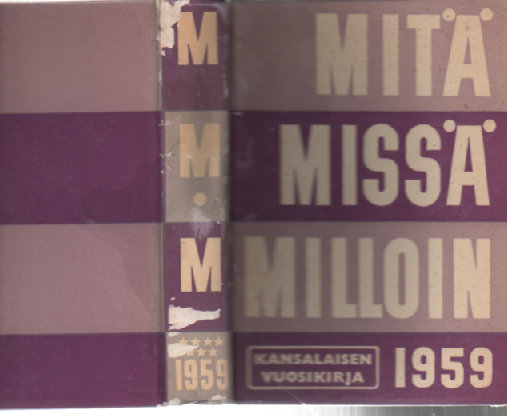 M
M
•
M
1959
MITÄ
MISSÄ
MILLOIN
KANSALAISEN
VUOSIKIRJA
1959